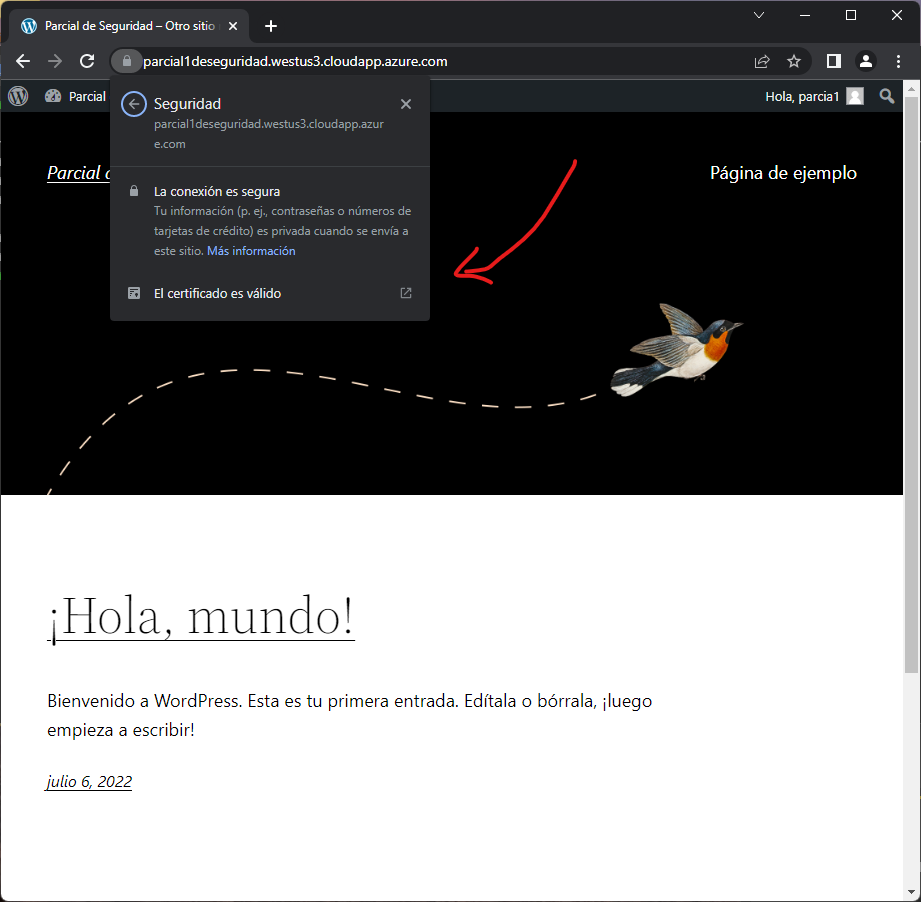 Parcial de Seguridad – Otro sitio
parcial1deseguridad.westus3.cloudapp.azure.com
Parcial
Hola, parcia1
Seguridad
parcial1deseguridad.westus3.cloudapp.azur
e.com
Parcial
Página de ejemplo
La conexión es segura
Tu información (p. ej., contraseñas o números de
tarjetas de crédito) es privada cuando se envía a
este sitio. Más información
El certificado es válido
¡Hola, mundo!
Bienvenido a WordPress. Esta es tu primera entrada. Edítala o bórrala, ¡luego
empieza a escribir!
julio 6, 2022